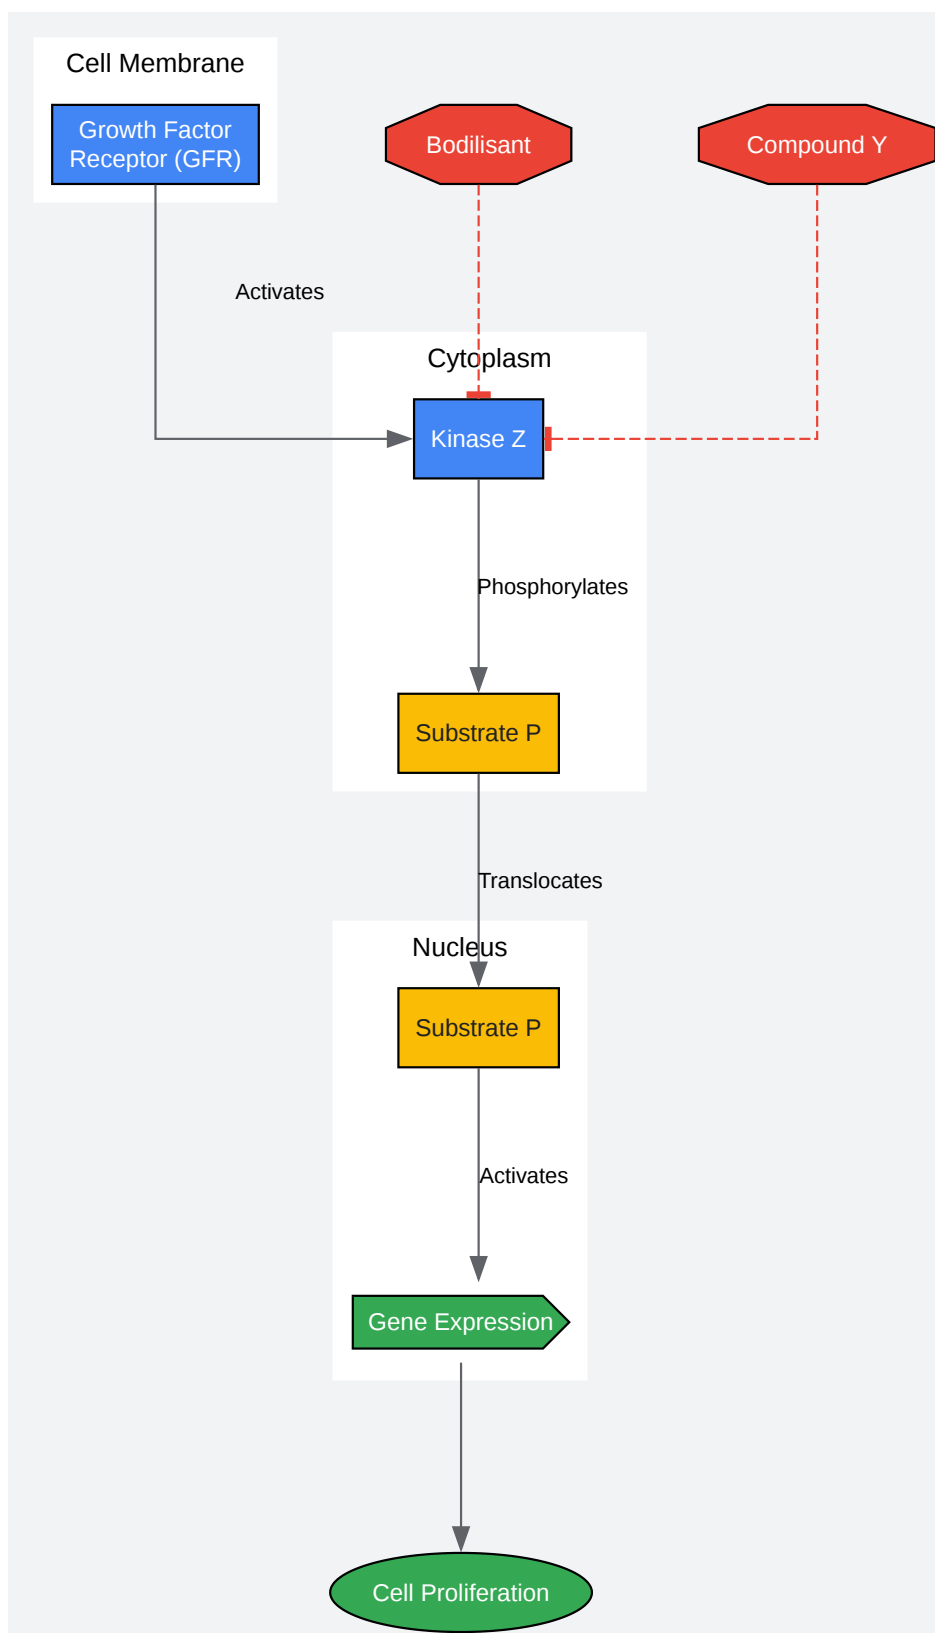 Cell Membrane
Growth Factor
Receptor (GFR)
Bodilisant
Compound Y
Activates
Cytoplasm
Kinase Z
Phosphorylates
Substrate P
Translocates
Nucleus
Substrate P
Activates
Gene Expression
Cell Proliferation